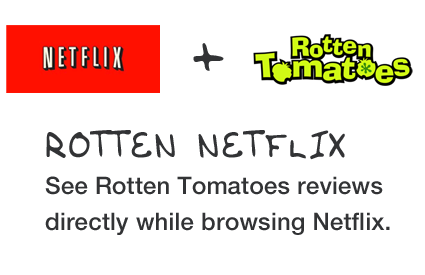 NETFLIX + Rotten Tomatoes
ROTTEN NETFLIX
See Rotten Tomatoes reviews
directly while browsing Netflix.